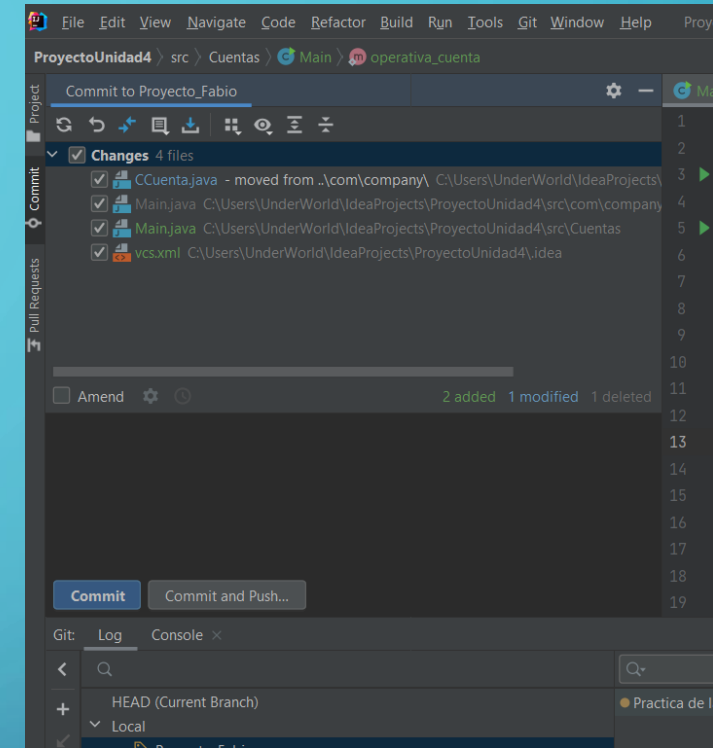 File Edit View Navigate Code Refactor Build Run Tools Git Window Help Proy
ProyectoUnidad4 〉 src 〉 Cuentas 〉 Main 〉 operativa_cuenta
Project
Commit
Pull Requests
Commit to Proyecto_Fabio
Changes 4 files
CCuenta.java - moved from ..\com\company\ C:\Users\UnderWorld\IdeaProjects\
Main.java C:\Users\UnderWorld\IdeaProjects\ProyectoUnidad4\src\com\company
Main.java C:\Users\UnderWorld\IdeaProjects\ProyectoUnidad4\src\Cuentas
vcs.xml C:\Users\UnderWorld\IdeaProjects\ProyectoUnidad4\.idea
Amend 2 added 1 modified 1 deleted
Commit Commit and Push...
Ma
1
2
3
4
5
6
7
8
9
10
11
12
13
14
15
16
17
18
19
Git: Log Console
HEAD (Current Branch)
Local
Practica de I